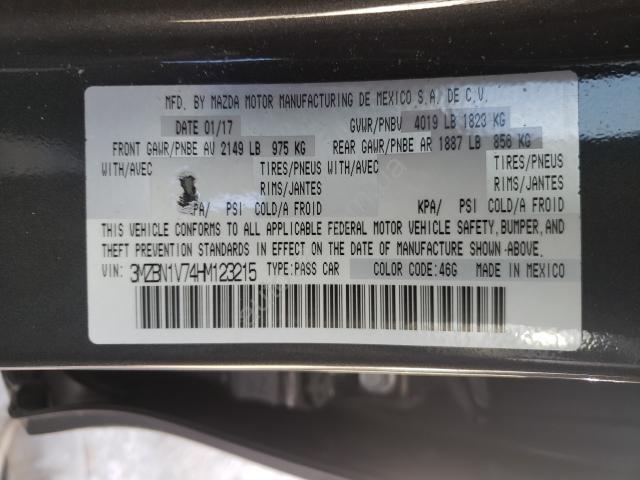 MFD. BY MAZDA MOTOR MANUFACTURING DE MEXICO S.A. DE C.V.
DATE 01/17 GVWR/PNBV 4019 LB 1823 KG
FRONT GAWR/PNBE AV 2149 LB 975 KG REAR GAWR/PNBE AR 1887 LB 856 KG
WITH/AVEC TIRES/PNEUS WITH/AVEC TIRES/PNEUS
RIMS/JANTES RIMS/JANTES
KPA/ PSI COLD/A FROID KPA/ PSI COLD/A FROID
THIS VEHICLE CONFORMS TO ALL APPLICABLE FEDERAL MOTOR VEHICLE SAFETY, BUMPER, AND
THEFT PREVENTION STANDARDS IN EFFECT ON THE DATE OF MANUFACTURE SHOWN ABOVE.
VIN: 3MZBN1V74HM123215 TYPE:PASS CAR COLOR CODE:46G MADE IN MEXICO